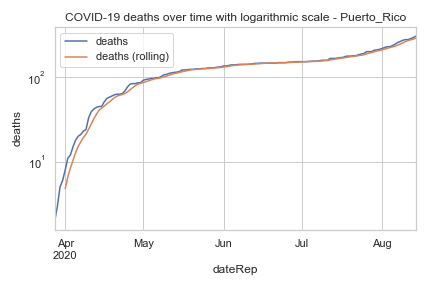 COVID-19 deaths over time with logarithmic scale - Puerto_Rico
deaths
deaths (rolling)
10²
10¹
deaths
Apr
2020
May
Jun
Jul
Aug
dateRep